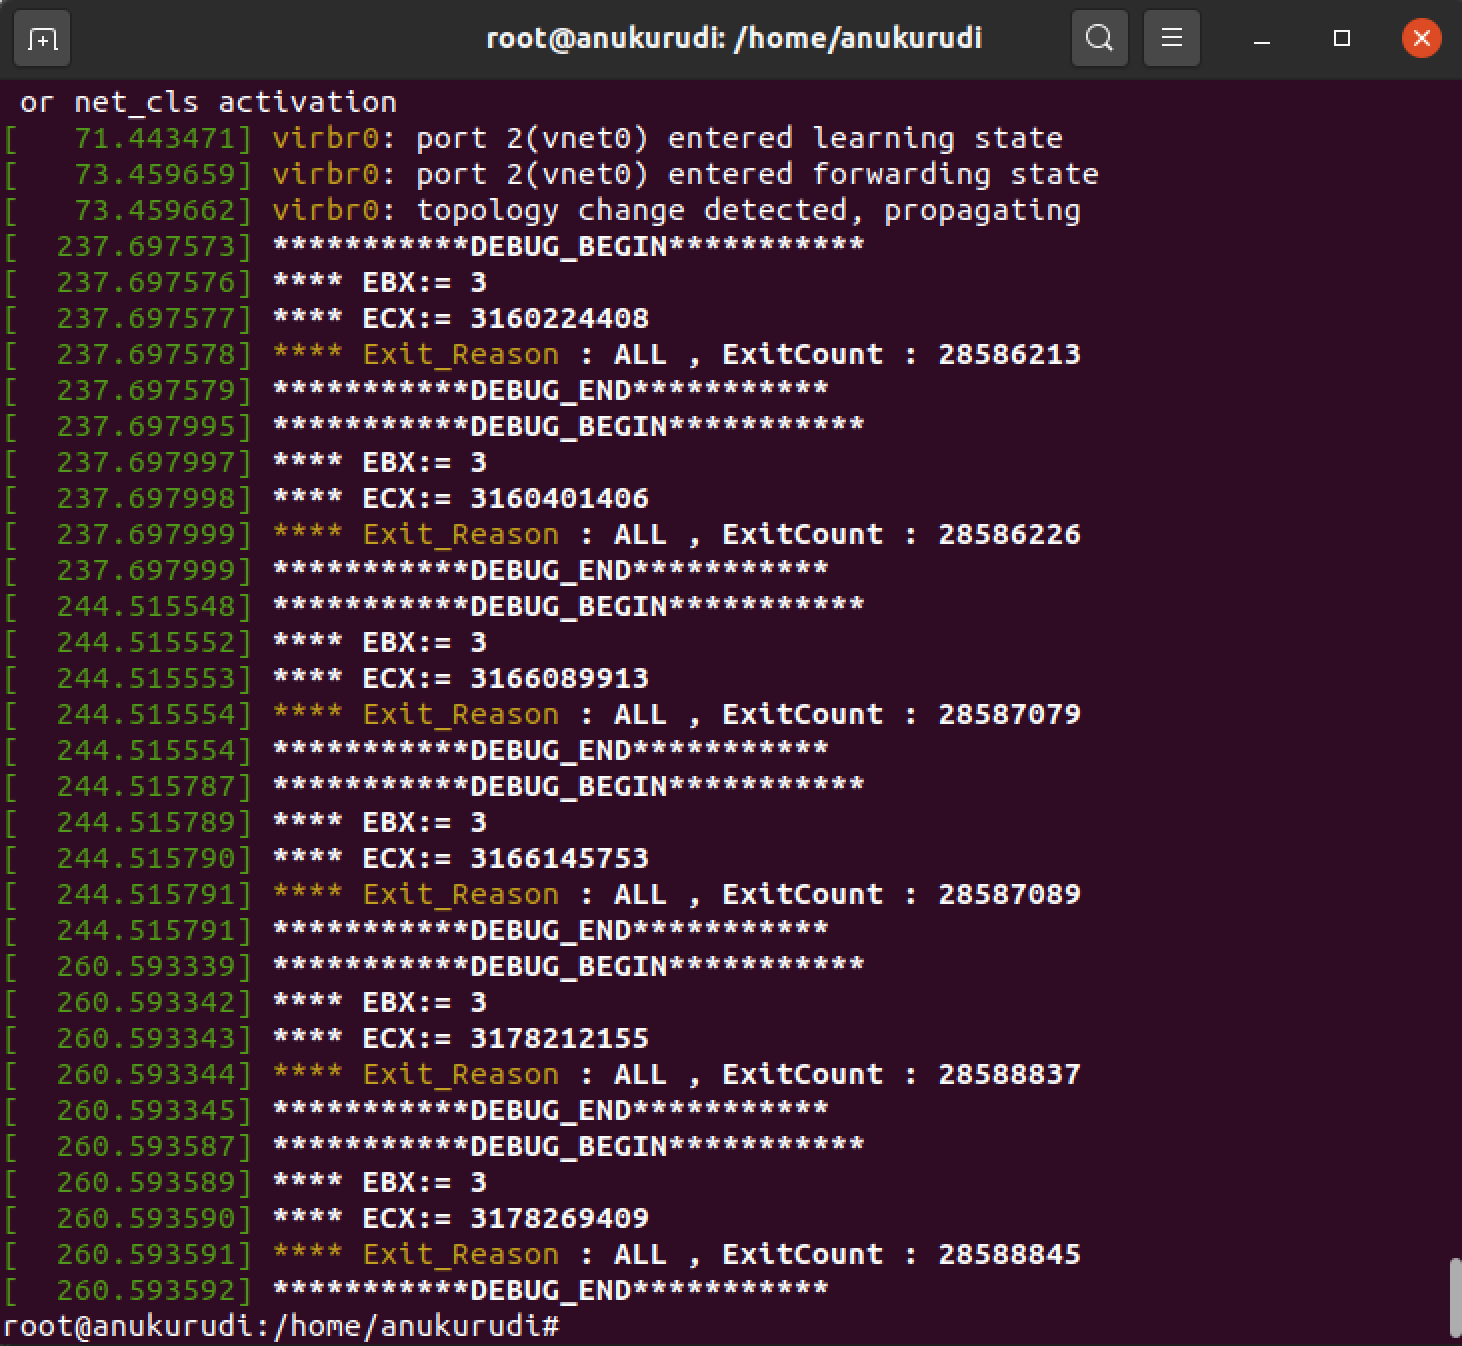 root@anukurudi: /home/anukurudi
 or net_cls activation
[   71.443471] virbr0: port 2(vnet0) entered learning state
[   73.459659] virbr0: port 2(vnet0) entered forwarding state
[   73.459662] virbr0: topology change detected, propagating
[  237.697573] ***********DEBUG_BEGIN***********
[  237.697576] **** EBX:= 3
[  237.697577] **** ECX:= 3160224408
[  237.697578] **** Exit_Reason : ALL , ExitCount : 28586213
[  237.697579] ***********DEBUG_END***********
[  237.697995] ***********DEBUG_BEGIN***********
[  237.697997] **** EBX:= 3
[  237.697998] **** ECX:= 3160401406
[  237.697999] **** Exit_Reason : ALL , ExitCount : 28586226
[  237.697999] ***********DEBUG_END***********
[  244.515548] ***********DEBUG_BEGIN***********
[  244.515552] **** EBX:= 3
[  244.515553] **** ECX:= 3166089913
[  244.515554] **** Exit_Reason : ALL , ExitCount : 28587079
[  244.515554] ***********DEBUG_END***********
[  244.515787] ***********DEBUG_BEGIN***********
[  244.515789] **** EBX:= 3
[  244.515790] **** ECX:= 3166145753
[  244.515791] **** Exit_Reason : ALL , ExitCount : 28587089
[  244.515791] ***********DEBUG_END***********
[  260.593339] ***********DEBUG_BEGIN***********
[  260.593342] **** EBX:= 3
[  260.593343] **** ECX:= 3178212155
[  260.593344] **** Exit_Reason : ALL , ExitCount : 28588837
[  260.593345] ***********DEBUG_END***********
[  260.593587] ***********DEBUG_BEGIN***********
[  260.593589] **** EBX:= 3
[  260.593590] **** ECX:= 3178269409
[  260.593591] **** Exit_Reason : ALL , ExitCount : 28588845
[  260.593592] ***********DEBUG_END***********
root@anukurudi:/home/anukurudi#